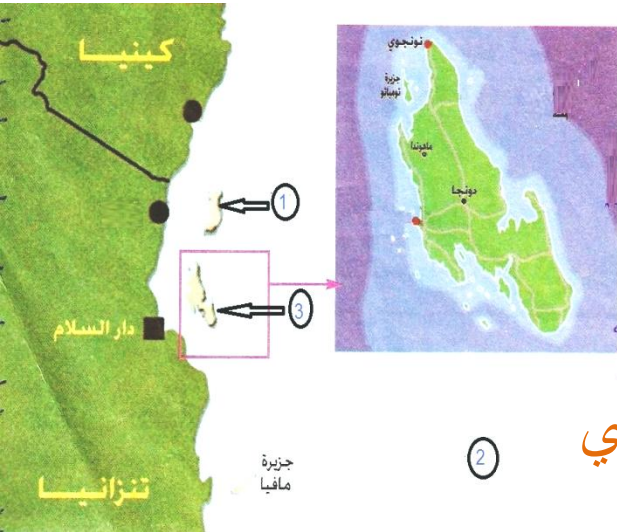 كينيا
نونجوي
جزيرة
تومباتو
ماهوندا
دونجا
1
3
دار السلام
جزيرة
مافيا
2
ي
تنزانيا